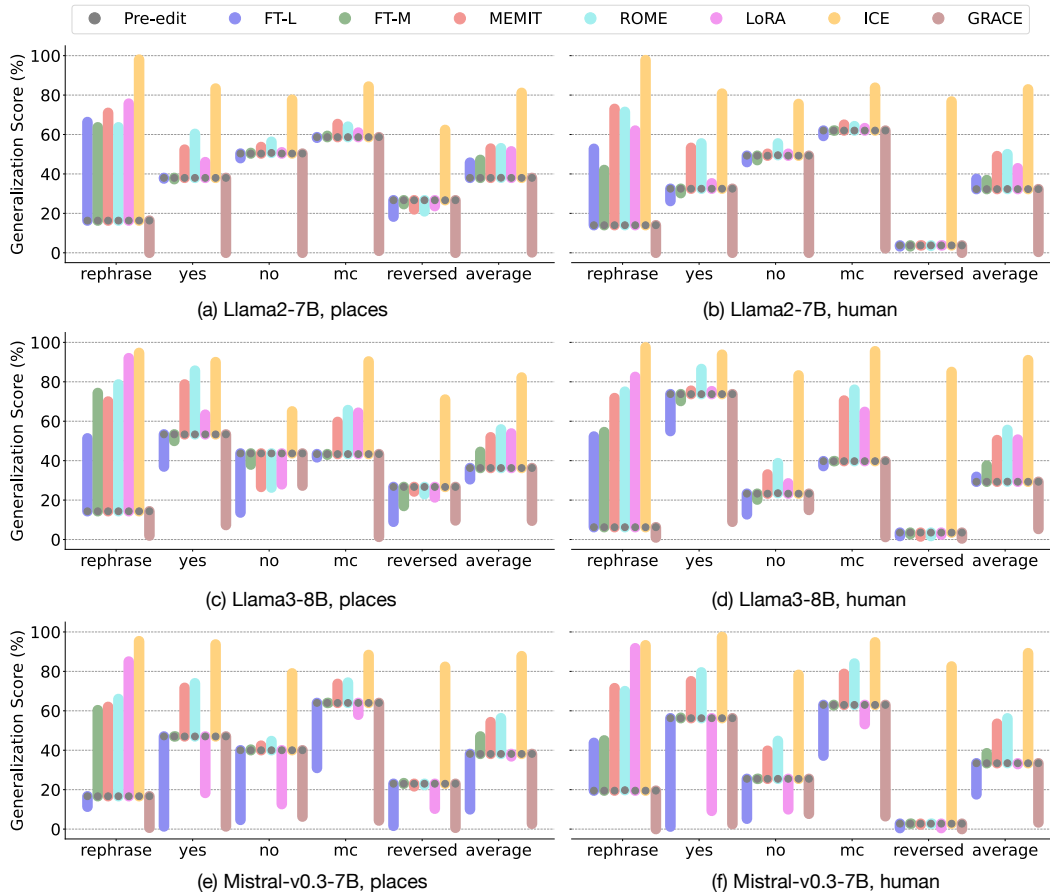 Pre-edit FT-L FT-M MEMIT ROME LoRA ICE GRACE
Generalization Score (%)
100
80
60
40
20
0
rephrase yes no mc reversed average
rephrase yes no mc reversed average
(a) Llama2-7B, places
(b) Llama2-7B, human
Generalization Score (%)
100
80
60
40
20
0
rephrase yes no mc reversed average
rephrase yes no mc reversed average
(c) Llama3-8B, places
(d) Llama3-8B, human
Generalization Score (%)
100
80
60
40
20
0
rephrase yes no mc reversed average
rephrase yes no mc reversed average
(e) Mistral-v0.3-7B, places
(f) Mistral-v0.3-7B, human